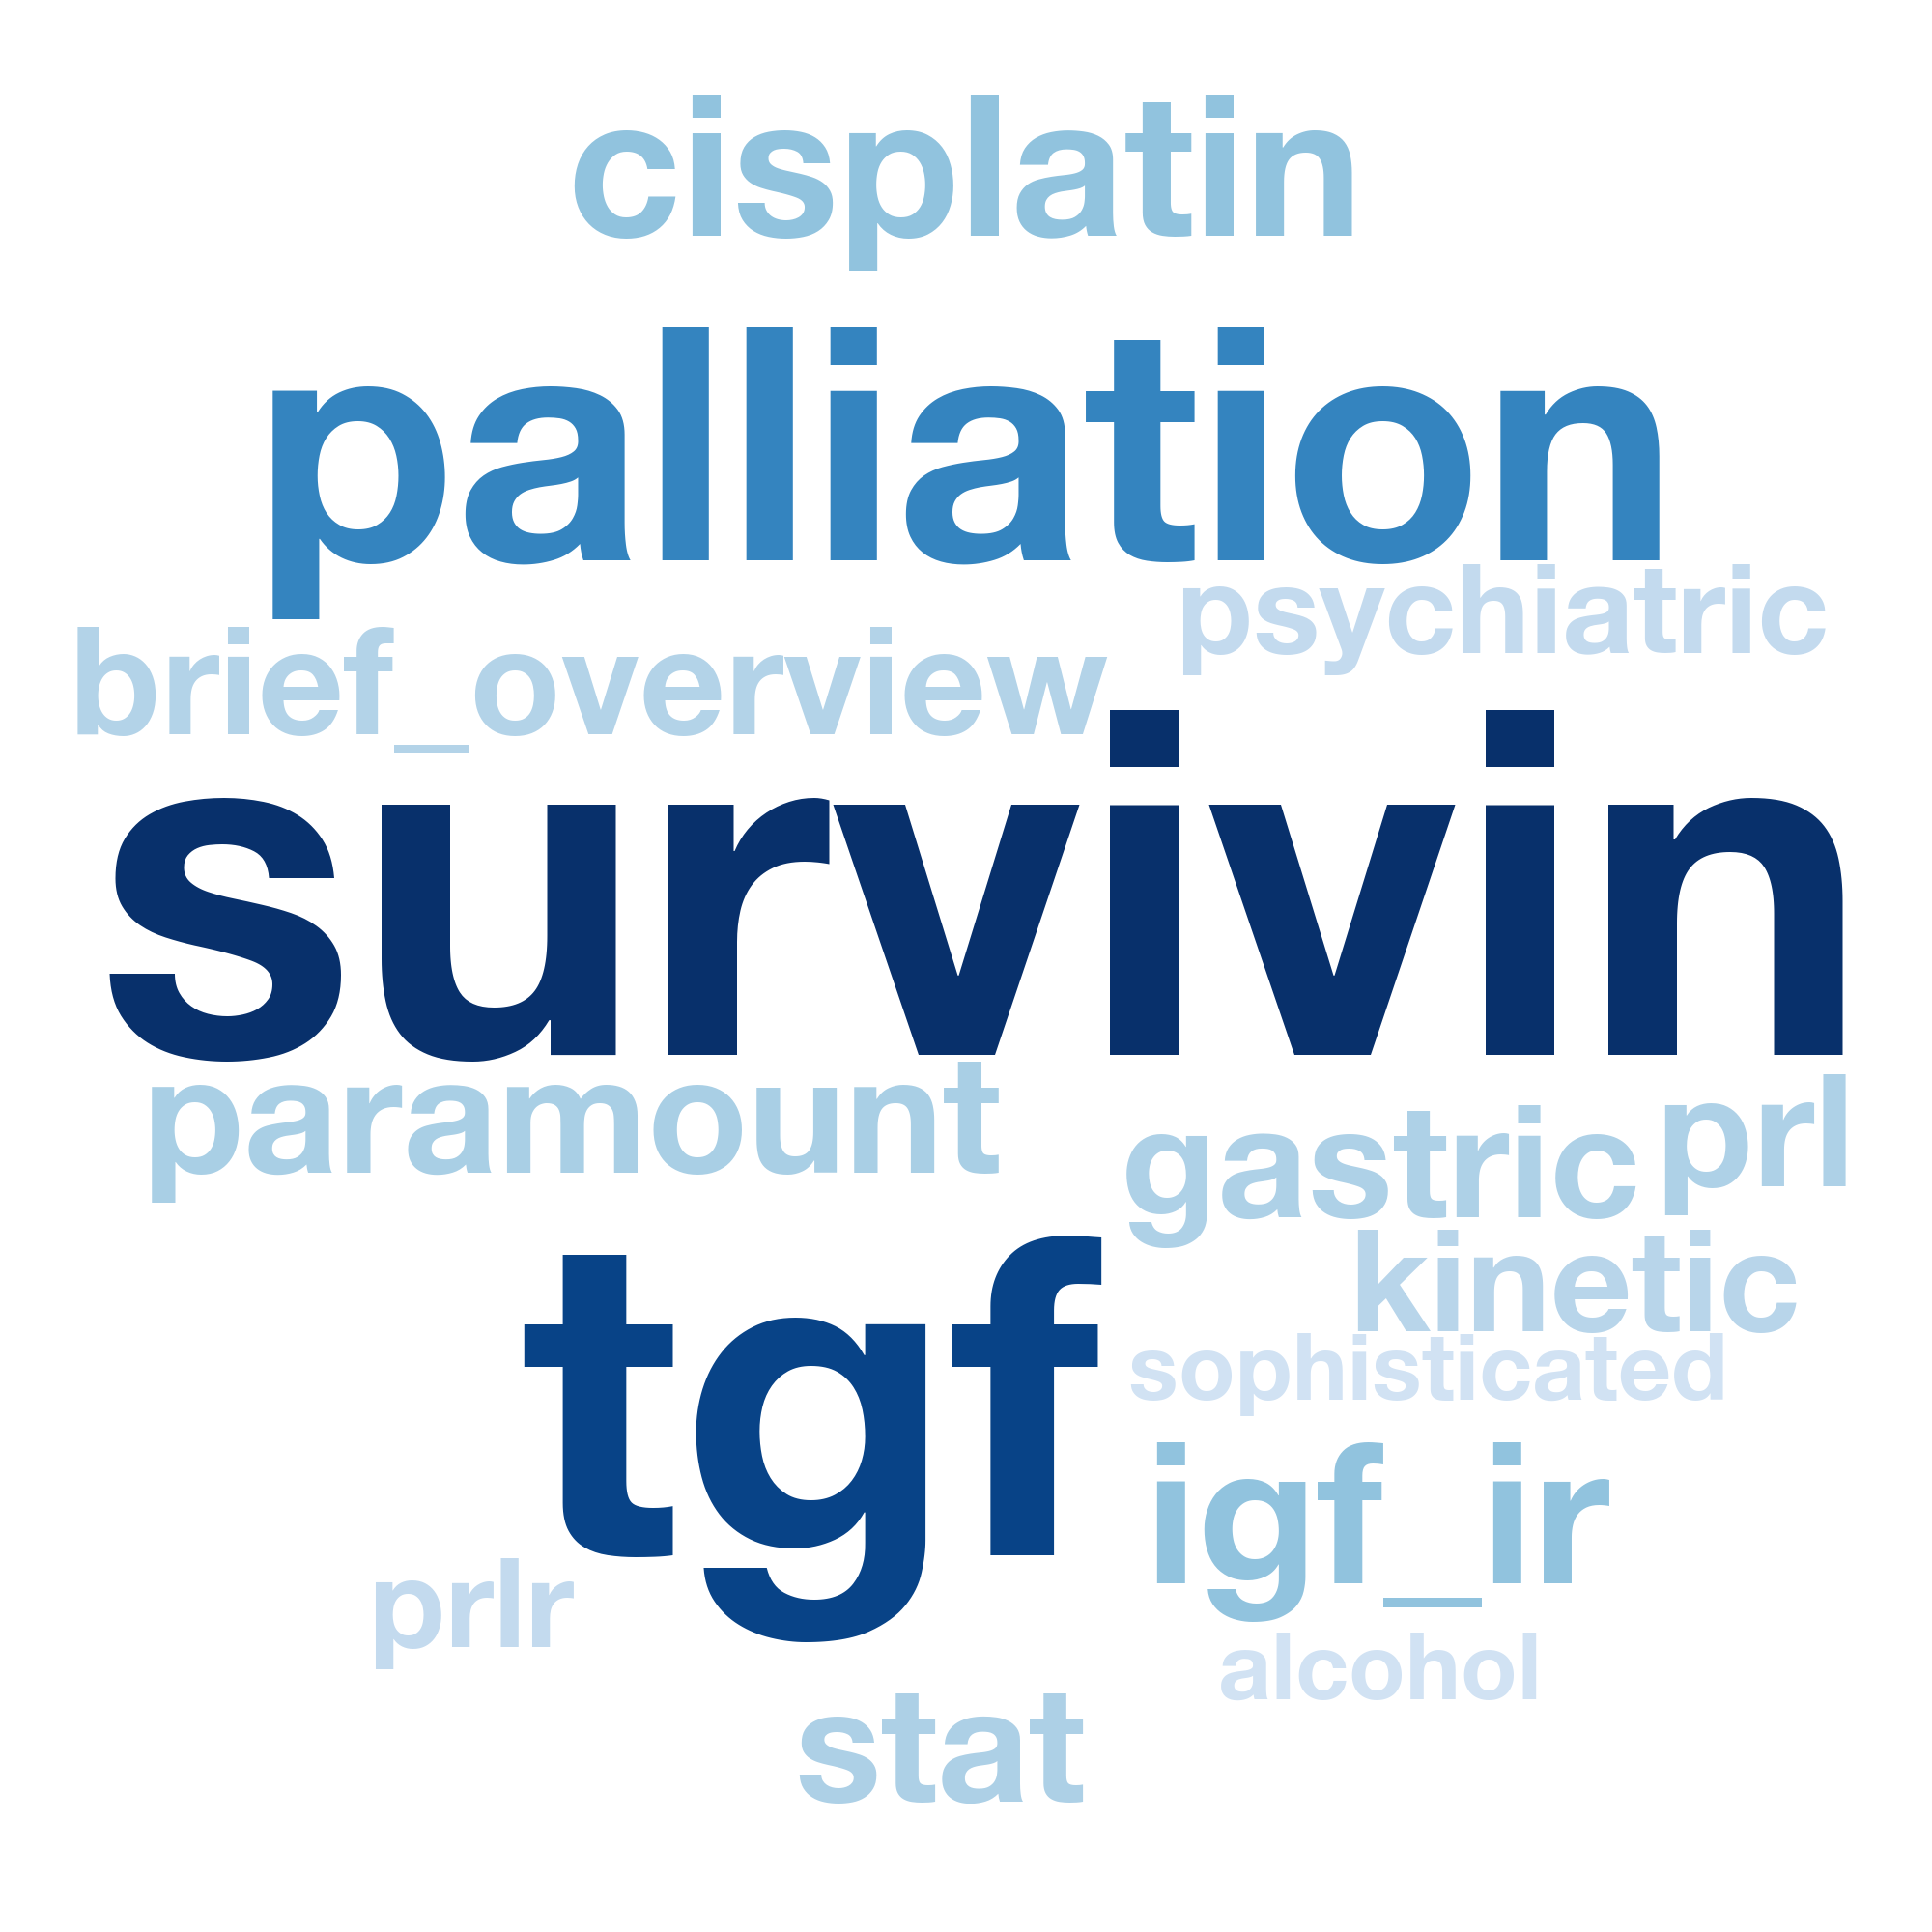 cisplatin
palliation
psychiatric
brief_overview
survivin
paramount
gastric
prl
kinetic
sophisticated
tgf
igf_ir
prlr
alcohol
stat